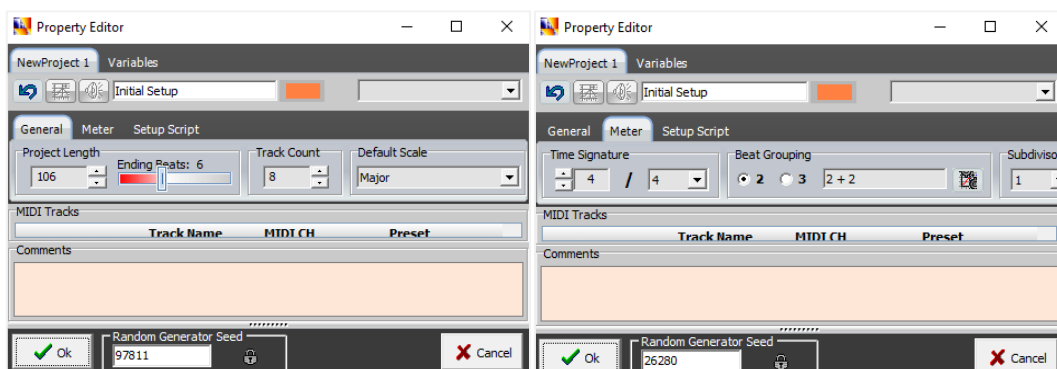 Property Editor
NewProject 1 Variables
Initial Setup
General Meter Setup Script
Project Length
Ending Beats: 6
Track Count
Default Scale
106
8
Major
MIDI Tracks
Track Name MIDI CH Preset
Comments
Ok
Random Generator Seed
97811
Cancel
Property Editor
NewProject 1 Variables
Initial Setup
General Meter Setup Script
Time Signature
Beat Grouping
Subdiviso
4 / 4
2 3 2 + 2
1
MIDI Tracks
Track Name MIDI CH Preset
Comments
Ok
Random Generator Seed
26280
Cancel